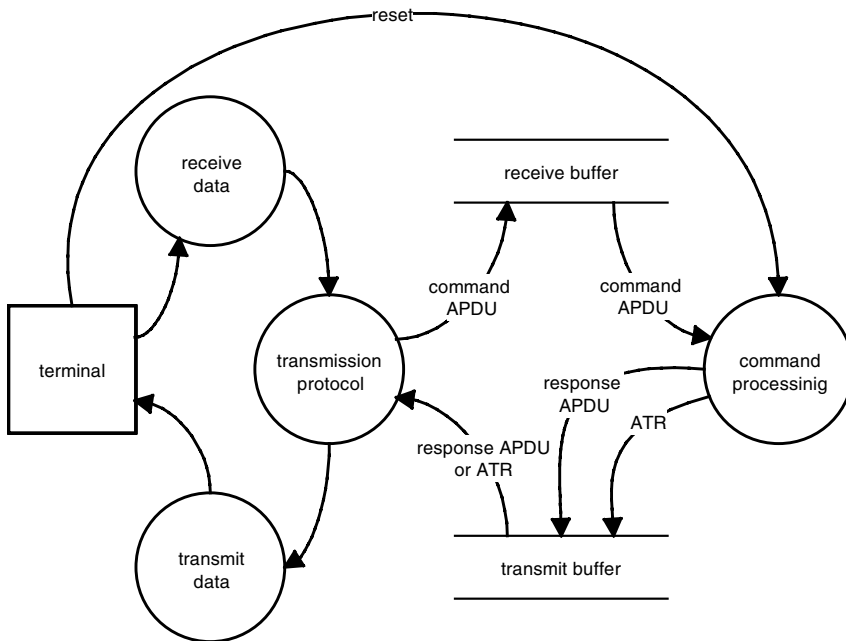 reset
receive
data
receive buffer
command
APDU
command
APDU
terminal
transmission
protocol
command
processinig
response
APDU
ATR
response APDU
or ATR
transmit
data
transmit buffer